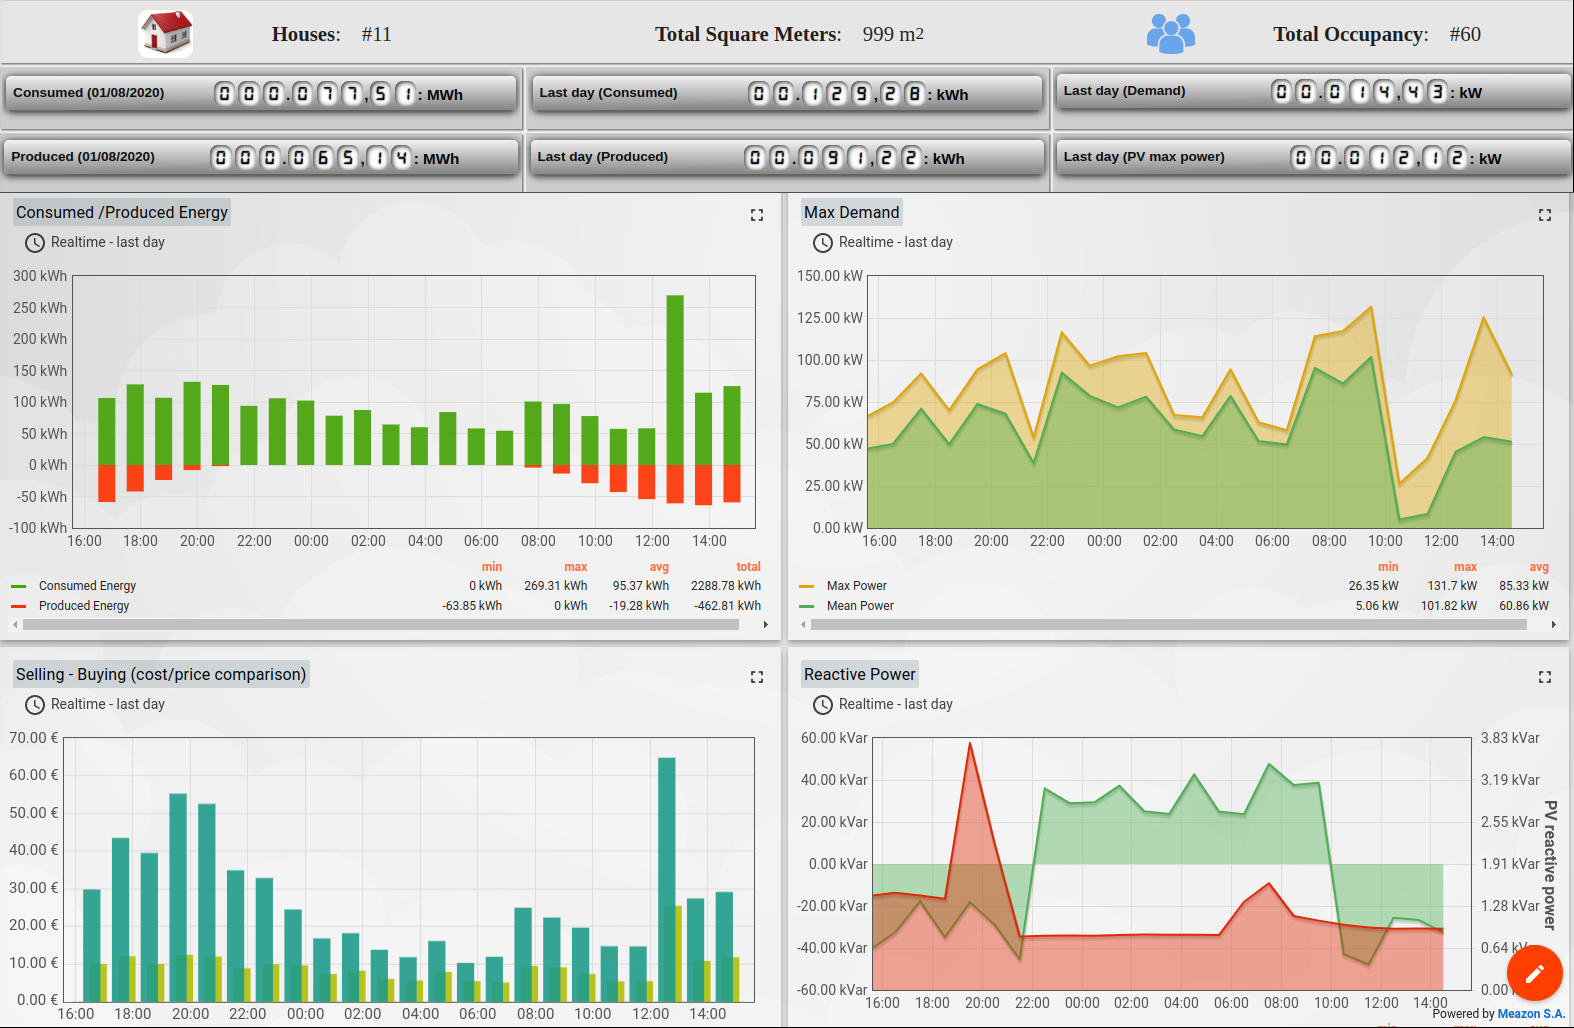 Houses: #11 Total Square Meters: 999 m2 Total Occupancy: #60
Consumed (01/08/2020) 000.077,51: MWh Last day (Consumed) 00.129,28: kWh Last day (Demand) 00.014,43: kW
Produced (01/08/2020) 000.065,14: MWh Last day (Produced) 00.091,22: kWh Last day (PV max power) 00.012,12: kW
Consumed /Produced Energy
Realtime - last day
300 kWh
250 kWh
200 kWh
150 kWh
100 kWh
50 kWh
0 kWh
-50 kWh
-100 kWh
16:00 18:00 20:00 22:00 00:00 02:00 04:00 06:00 08:00 10:00 12:00 14:00
min max avg total
Consumed Energy 0 kWh 269.31 kWh 95.37 kWh 2288.78 kWh
Produced Energy -63.85 kWh 0 kWh -19.28 kWh -462.81 kWh
Max Demand
Realtime - last day
150.00 kW
125.00 kW
100.00 kW
75.00 kW
50.00 kW
25.00 kW
0.00 kW
16:00 18:00 20:00 22:00 00:00 02:00 04:00 06:00 08:00 10:00 12:00 14:00
min max avg
Max Power 26.35 kW 131.7 kW 85.33 kW
Mean Power 5.06 kW 101.82 kW 60.86 kW
Selling - Buying (cost/price comparison)
Realtime - last day
70.00 €
60.00 €
50.00 €
40.00 €
30.00 €
20.00 €
10.00 €
0.00 €
16:00 18:00 20:00 22:00 00:00 02:00 04:00 06:00 08:00 10:00 12:00 14:00
Reactive Power
Realtime - last day
60.00 kVar 3.83 kVar
40.00 kVar 3.19 kVar
20.00 kVar 2.55 kVar
0.00 kVar 1.91 kVar
-20.00 kVar 1.28 kVar
-40.00 kVar 0.64
-60.00 kVar 0.00
PV reactive power
16:00 18:00 20:00 22:00 00:00 02:00 04:00 06:00 08:00 10:00 12:00 14:00
Powered by Meazon S.A.